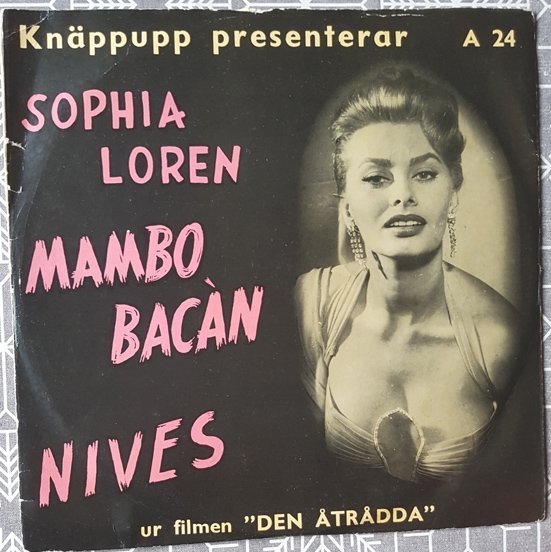 Knäppupp presenterar A 24
SOPHIA
LOREN
MAMBO
BACÀN
NIVES
ur filmen "DEN ÅTRÅDDA"